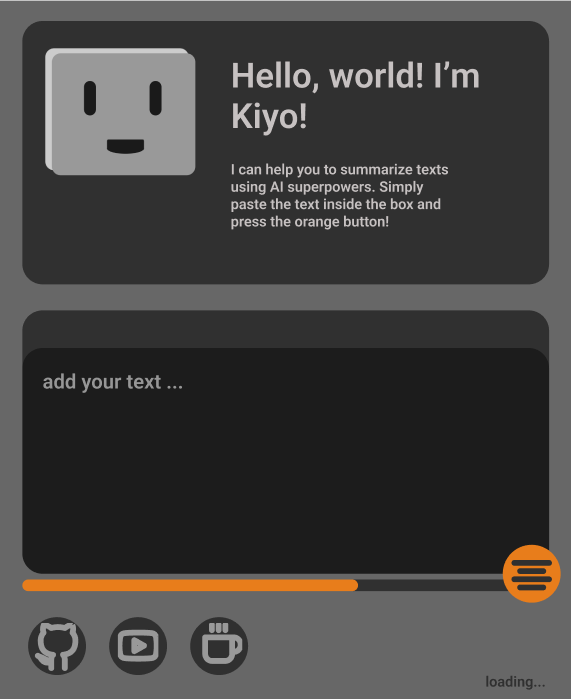 Hello, world! I’m
Kiyo!
I can help you to summarize texts
using AI superpowers. Simply
paste the text inside the box and
press the orange button!
add your text ...
loading...